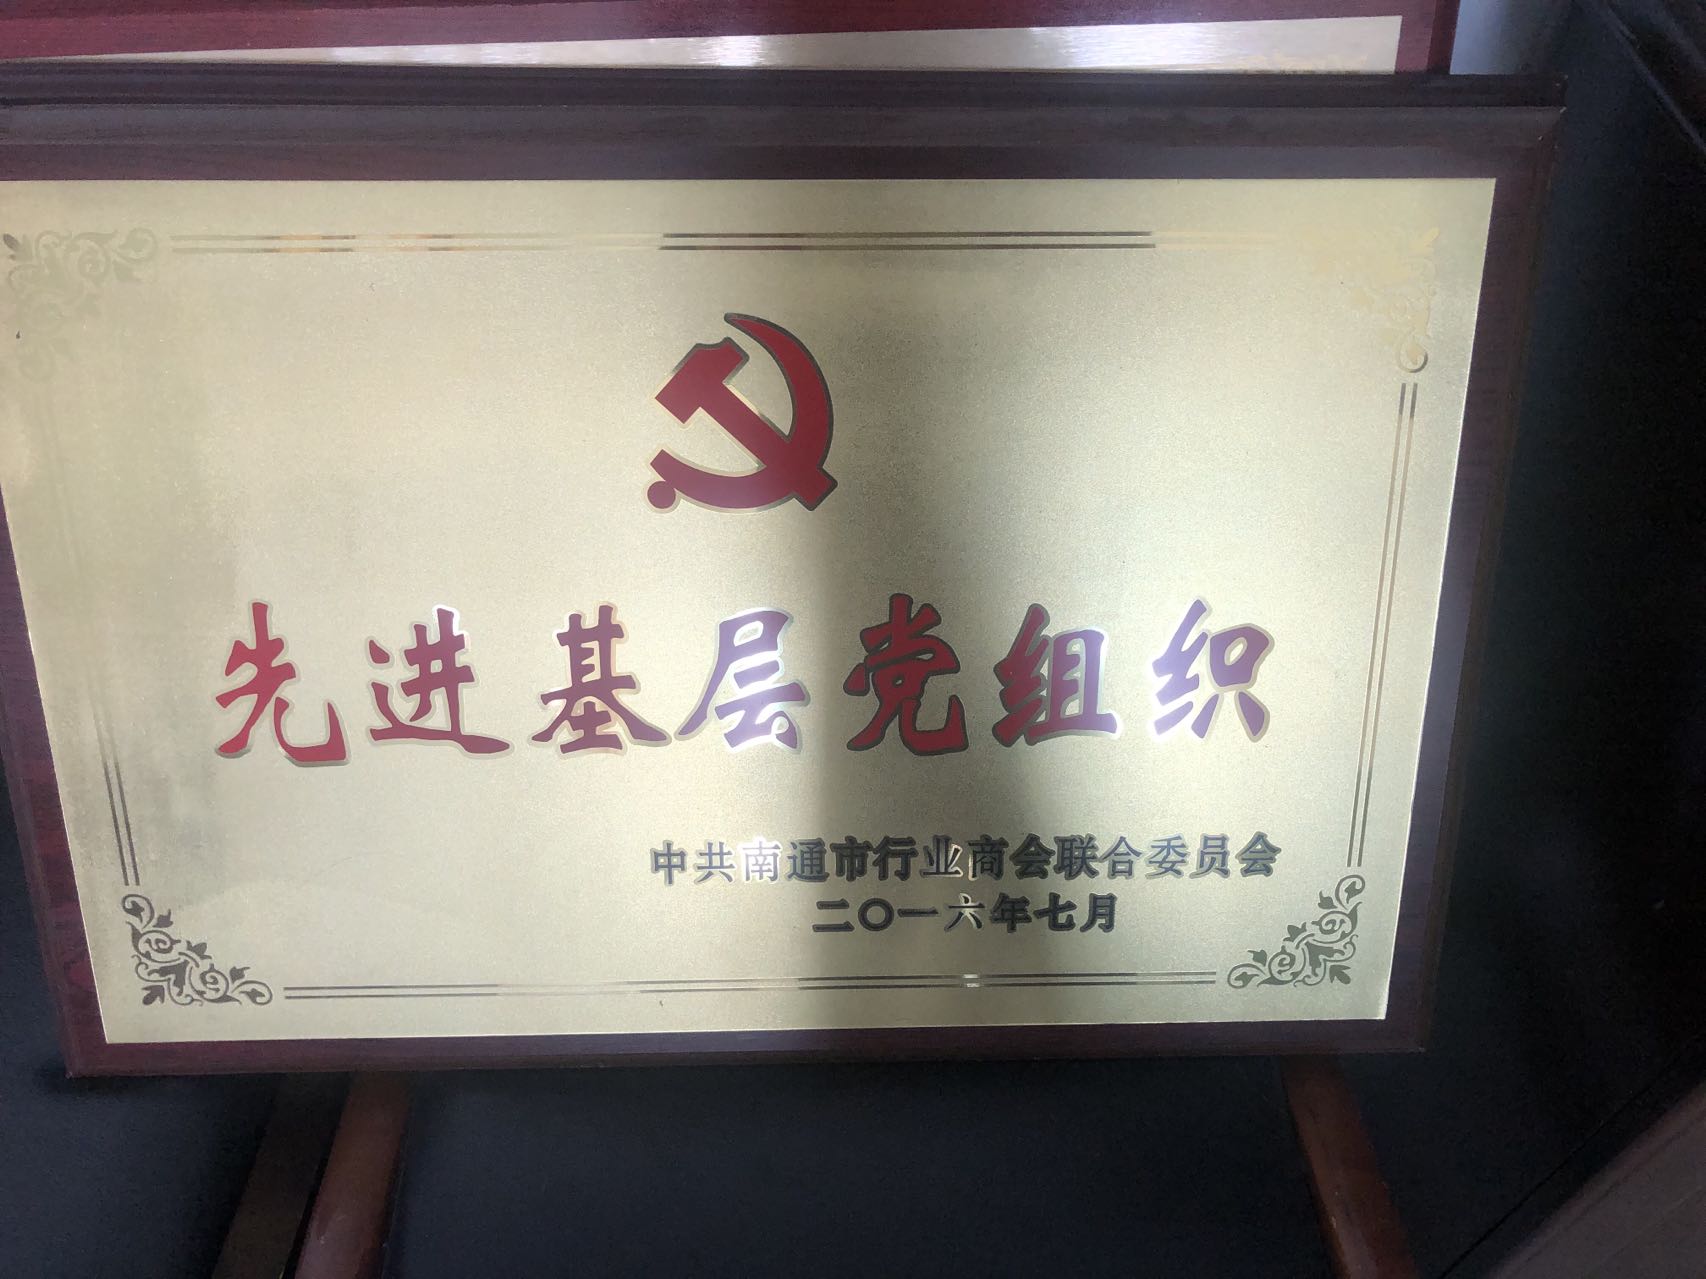 先进基层党组织
中共南通市行业商会联合委员会
二〇一六年七月